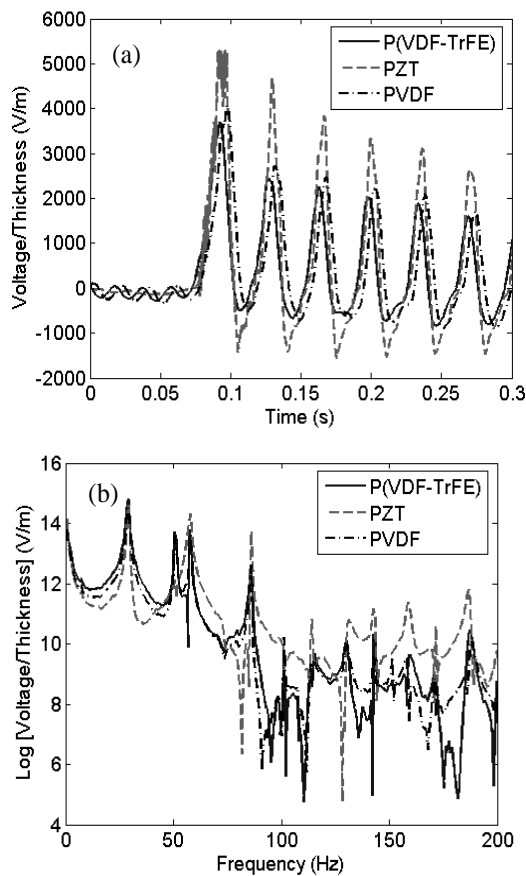 (a)
P(VDF-TrFE)
PZT
PVDF
6000
5000
4000
3000
2000
1000
0
-1000
-2000
Voltage/Thickness (V/m)
0 0.05 0.1 0.15 0.2 0.25 0.3
Time (s)
(b)
P(VDF-TrFE)
PZT
PVDF
16
14
12
10
8
6
4
Log [Voltage/Thickness] (V/m)
0 50 100 150 200
Frequency (Hz)